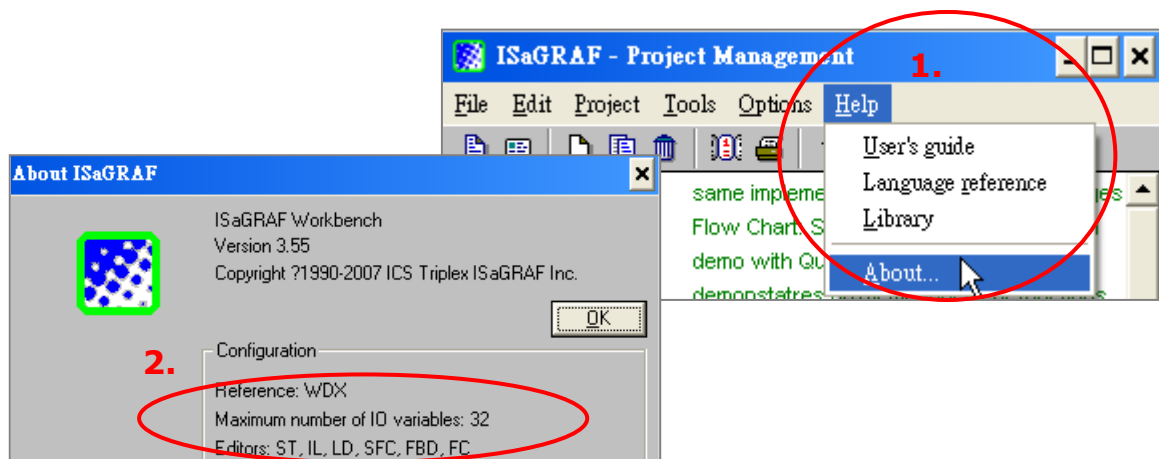 ISaGRAF - Project Management
1.
File Edit Project Tools Options Help
User's guide
Language reference
Library
About...
same
Flow Chart. S
demo with Qu
demonstatres
About ISaGRAF
ISaGRAF Workbench
Version 3.55
Copyright ?1990-2007 ICS Triplex ISaGRAF Inc.
OK
Configuration
2.
Reference: WDX
Maximum number of IO variables: 32
Editors: ST, IL, LD, SFC, FBD, FC